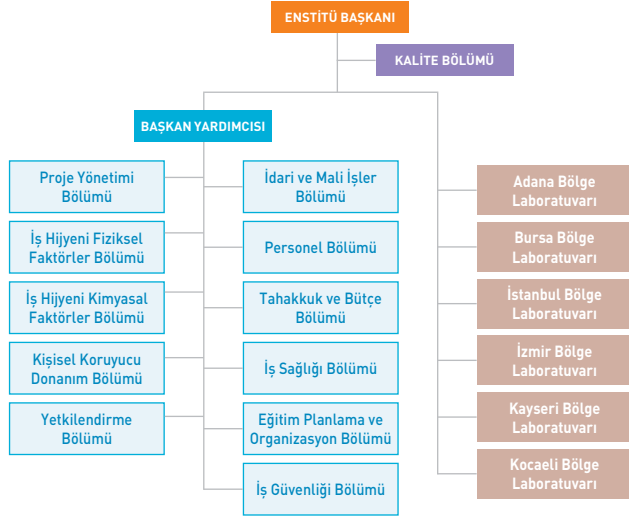 ENSTİTÜ BAŞKANI
KALİTE BÖLÜMÜ
BAŞKAN YARDIMCISI
Proje Yönetimi
Bölümü
İş Hijyeni Fiziksel
Faktörler Bölümü
İş Hijyeni Kimyasal
Faktörler Bölümü
Kişisel Koruyucu
Donanım Bölümü
Yetkilendirme
Bölümü
İdari ve Mali İşler
Bölümü
Personel Bölümü
Tahakkuk ve Bütçe
Bölümü
İş Sağlığı Bölümü
Eğitim Planlama ve
Organizasyon Bölümü
İş Güvenliği Bölümü
Adana Bölge
Laboratuvarı
Bursa Bölge
Laboratuvarı
İstanbul Bölge
Laboratuvarı
İzmir Bölge
Laboratuvarı
Kayseri Bölge
Laboratuvarı
Kocaeli Bölge
Laboratuvarı